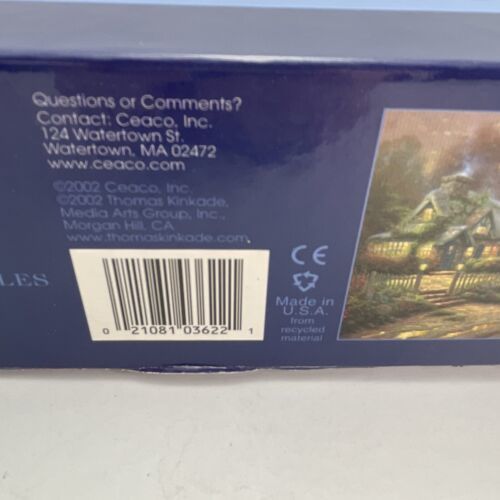 Questions or Comments?
Contact: Ceaco, Inc.
124 Watertown St.
Watertown, MA 02472
www.ceaco.com
©2002 Ceaco, Inc.
©2002 Thomas Kinkade,
Media Arts Group, Inc.,
Morgan Hill, CA
www.thomaskinkade.com
LES
0 21081 03622 1
CE
Made in
U.S.A.
from
recycled
material